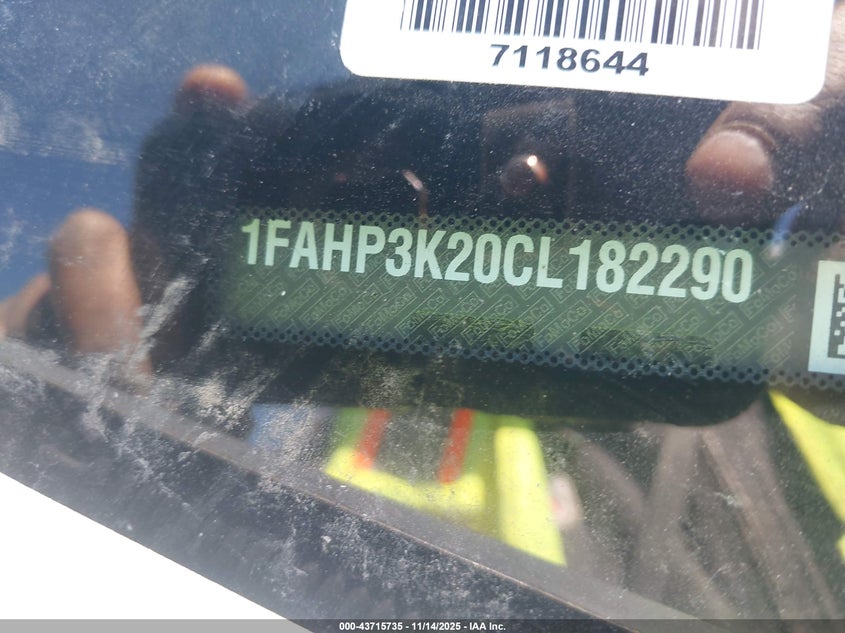 7118644
1FAHP3K20CL182290
000-43715735 - 11/14/2025 - IAA Inc.